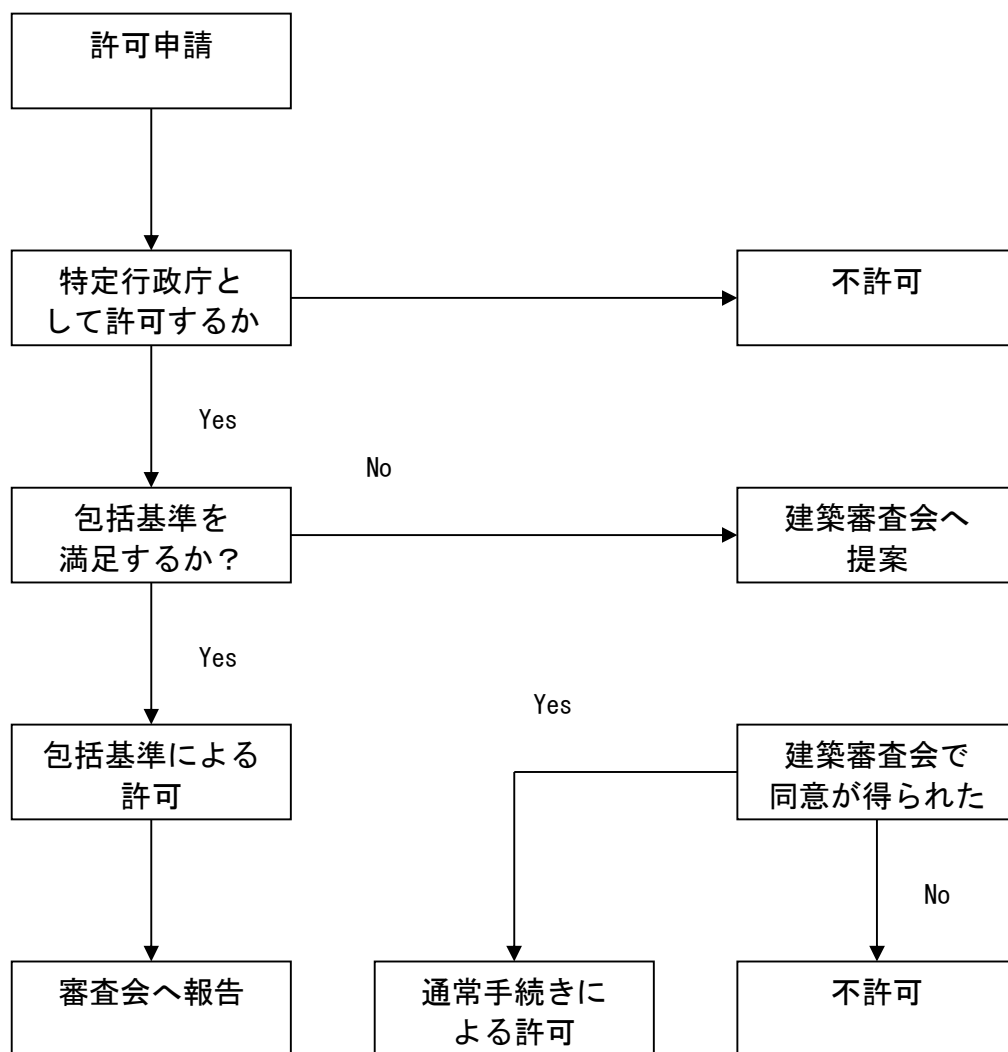 許可申請
特定行政庁と
して許可するか
不許可
Yes
No
包括基準を
満足するか？
建築審査会へ
提案
Yes
Yes
包括基準による
許可
建築審査会で
同意が得られた
No
審査会へ報告
通常手続きに
よる許可
不許可